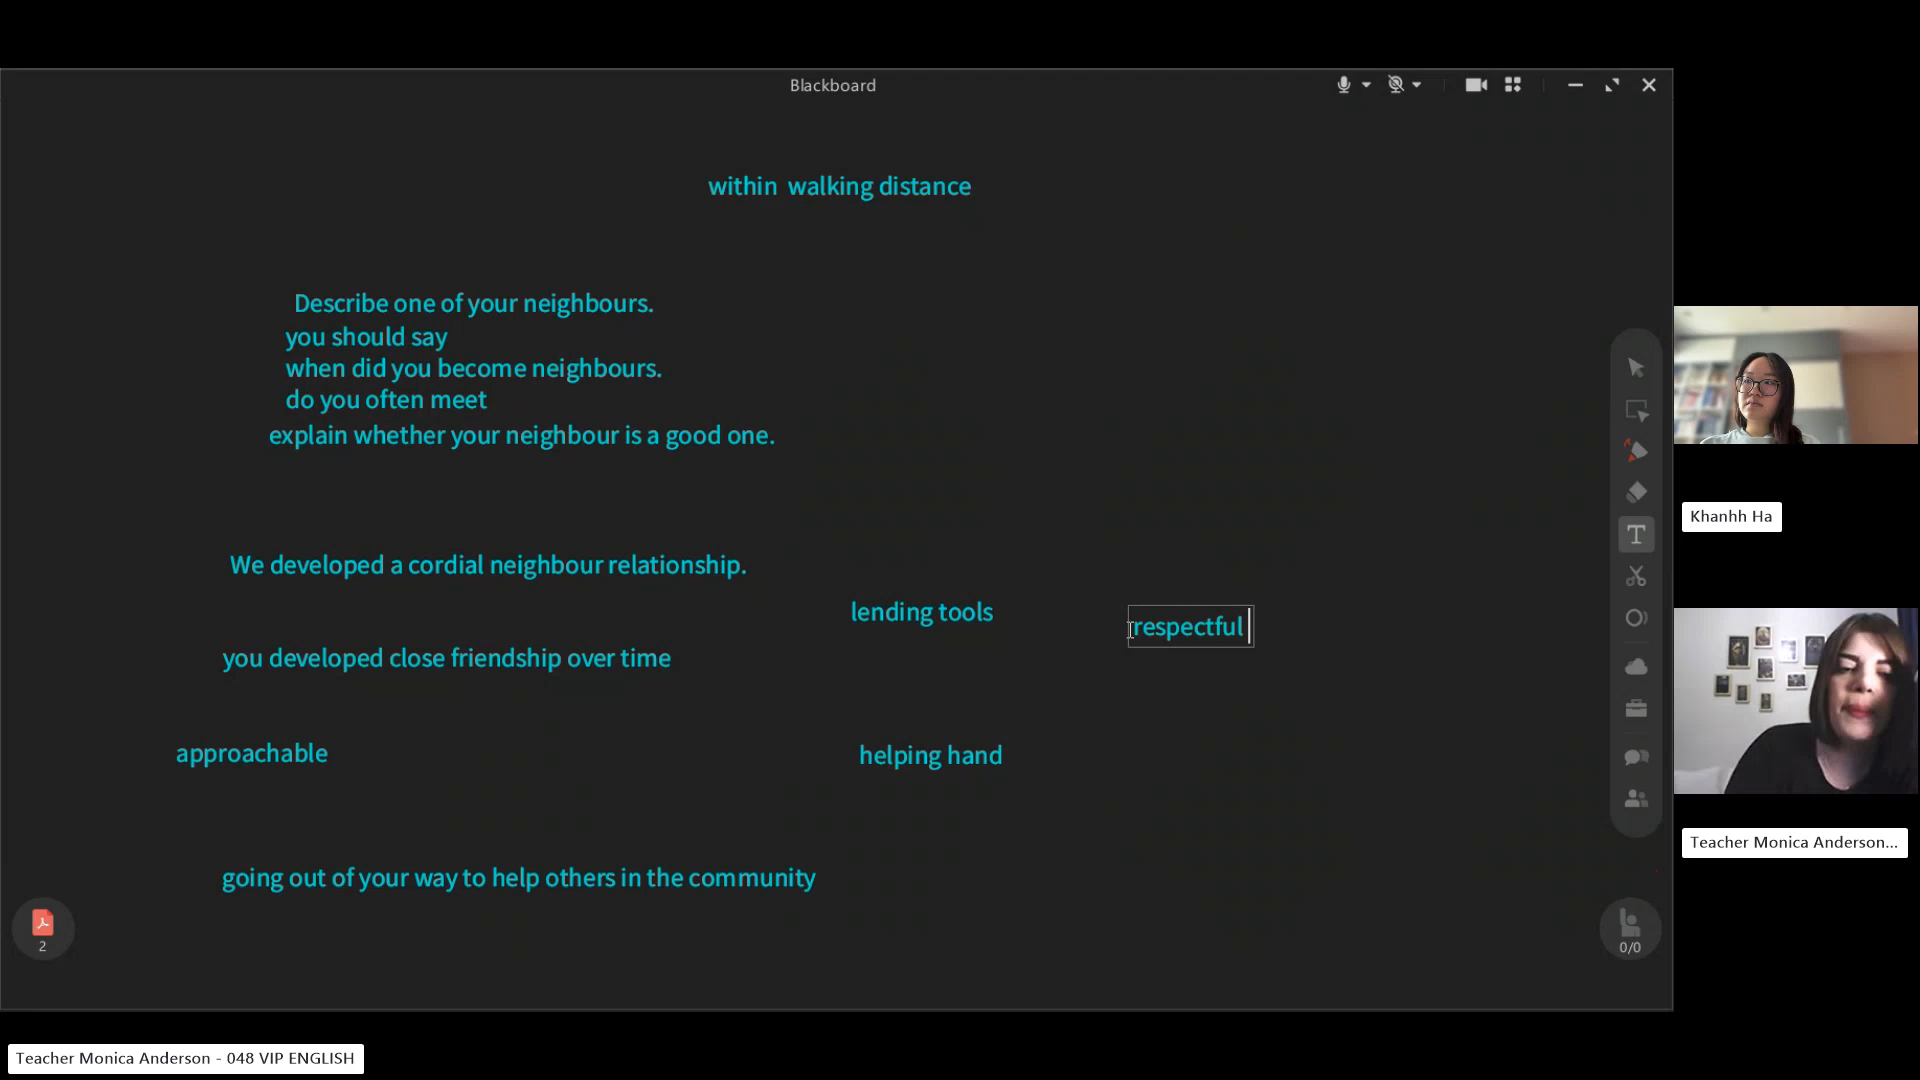 Blackboard
within walking distance
Describe one of your neighbours.
you should say
when did you become neighbours.
do you often meet
explain whether your neighbour is a good one.
We developed a cordial neighbour relationship.
lending tools
respectful
you developed close friendship over time
approachable
helping hand
going out of your way to help others in the community
2
0/0
Khanhh Ha
Teacher Monica Anderson...
Teacher Monica Anderson - 048 VIP ENGLISH